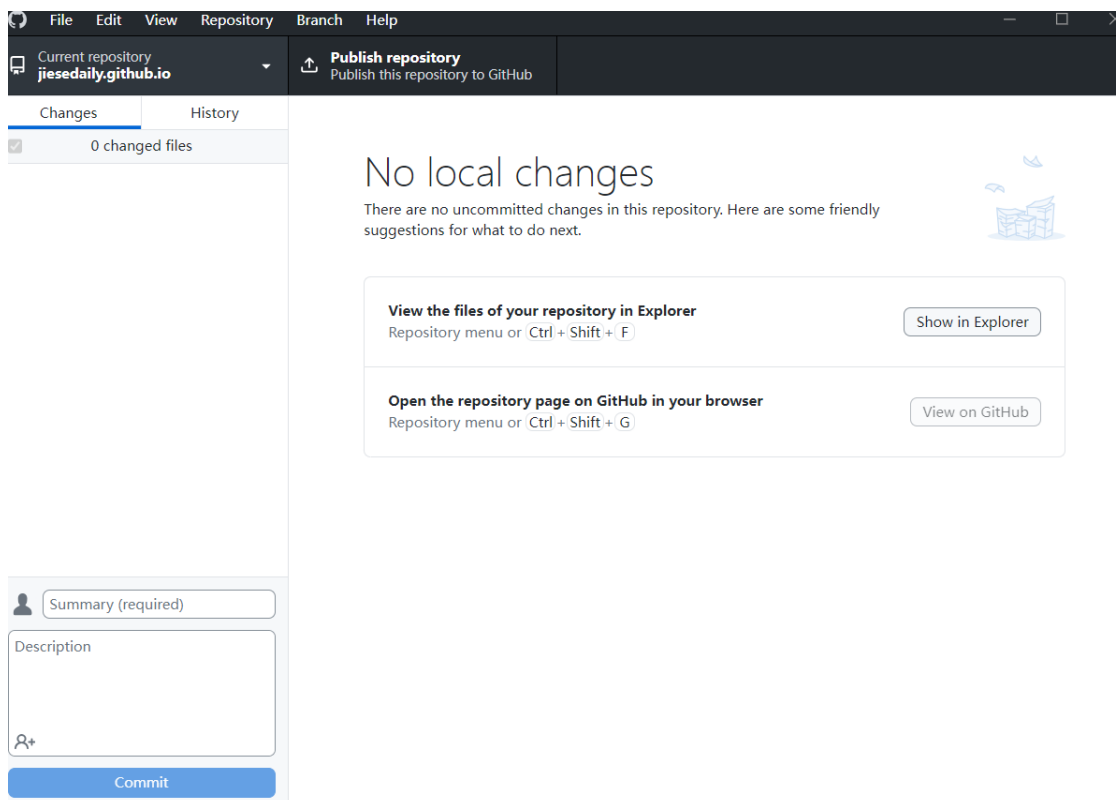 File Edit View Repository Branch Help
Current repository
jiesedaily.github.io
Publish repository
Publish this repository to GitHub
Changes History
0 changed files
No local changes
There are no uncommitted changes in this repository. Here are some friendly
suggestions for what to do next.
View the files of your repository in Explorer
Repository menu or Ctrl + Shift + F
Show in Explorer
Open the repository page on GitHub in your browser
Repository menu or Ctrl + Shift + G
View on GitHub
Summary (required)
Description
Commit